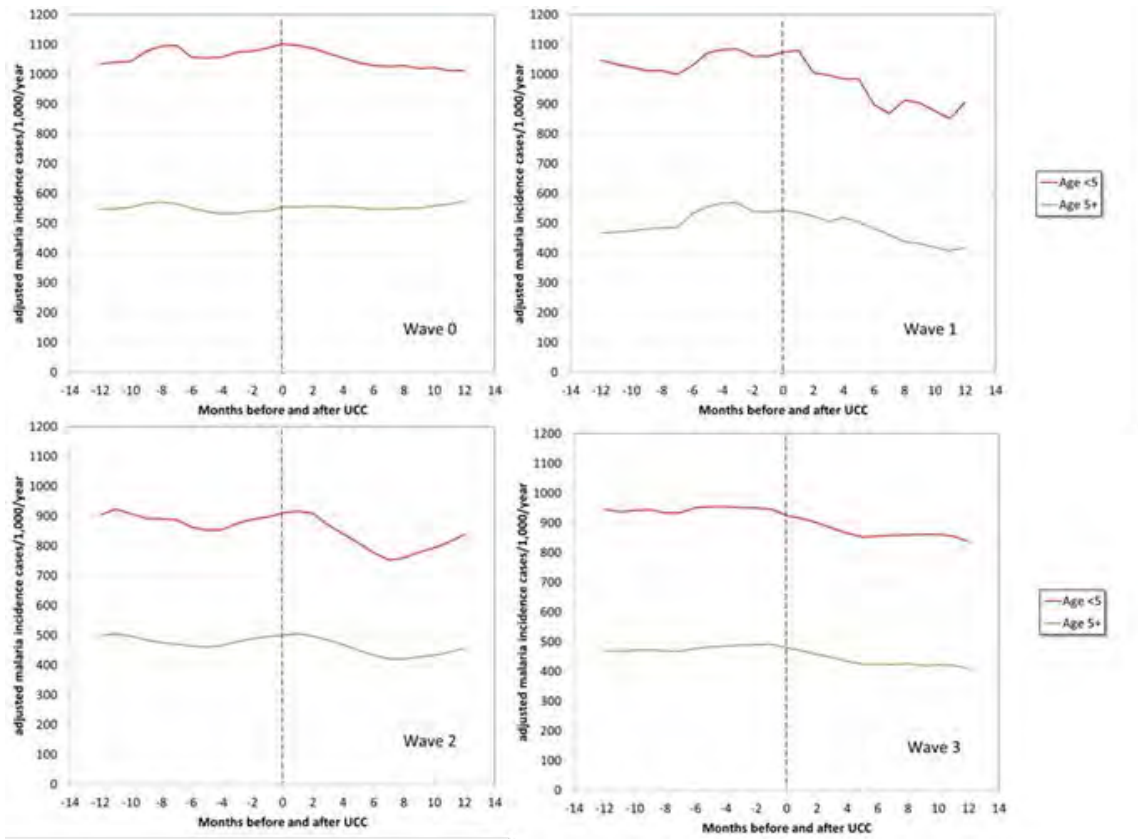 adjusted malaria incidence cases/1,000/year
1200
1100
1000
900
800
700
600
500
400
300
200
100
0
-14 -12 -10 -8 -6 -4 -2 0 2 4 6 8 10 12 14
Months before and after UCC
Wave 0
adjusted malaria incidence cases/1,000/year
1200
1100
1000
900
800
700
600
500
400
300
200
100
0
-14 -12 -10 -8 -6 -4 -2 0 2 4 6 8 10 12 14
Months before and after UCC
Wave 1
Age <5
Age 5+
adjusted malaria incidence cases/1,000/year
1200
1100
1000
900
800
700
600
500
400
300
200
100
0
-14 -12 -10 -8 -6 -4 -2 0 2 4 6 8 10 12 14
Months before and after UCC
Wave 2
adjusted malaria incidence cases/1,000/year
1200
1100
1000
900
800
700
600
500
400
300
200
100
0
-14 -12 -10 -8 -6 -4 -2 0 2 4 6 8 10 12 14
Months before and after UCC
Wave 3
Age <5
Age 5+